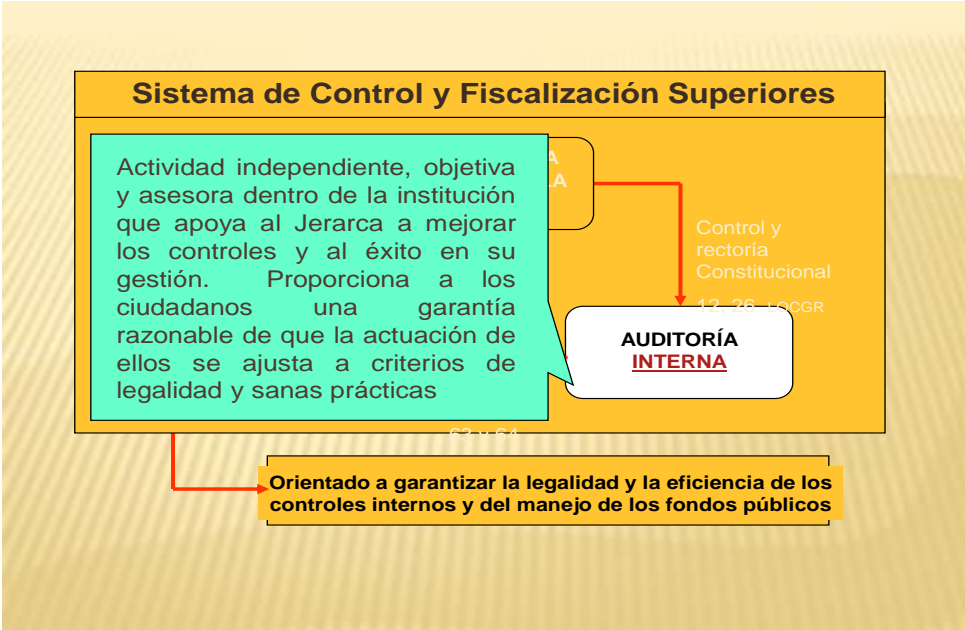 Sistema de Control y Fiscalización Superiores
Actividad independiente, objetiva
y asesora dentro de la institución
que apoya al Jerarca a mejorar
los controles y al éxito en su
gestión. Proporciona a los
ciudadanos una garantía
razonable de que la actuación de
ellos se ajusta a criterios de
legalidad y sanas prácticas
Control y
rectoría
Constitucional
12, 26 LOCGR
AUDITORÍA
INTERNA
63 y 64
Orientado a garantizar la legalidad y la eficiencia de los
controles internos y del manejo de los fondos públicos